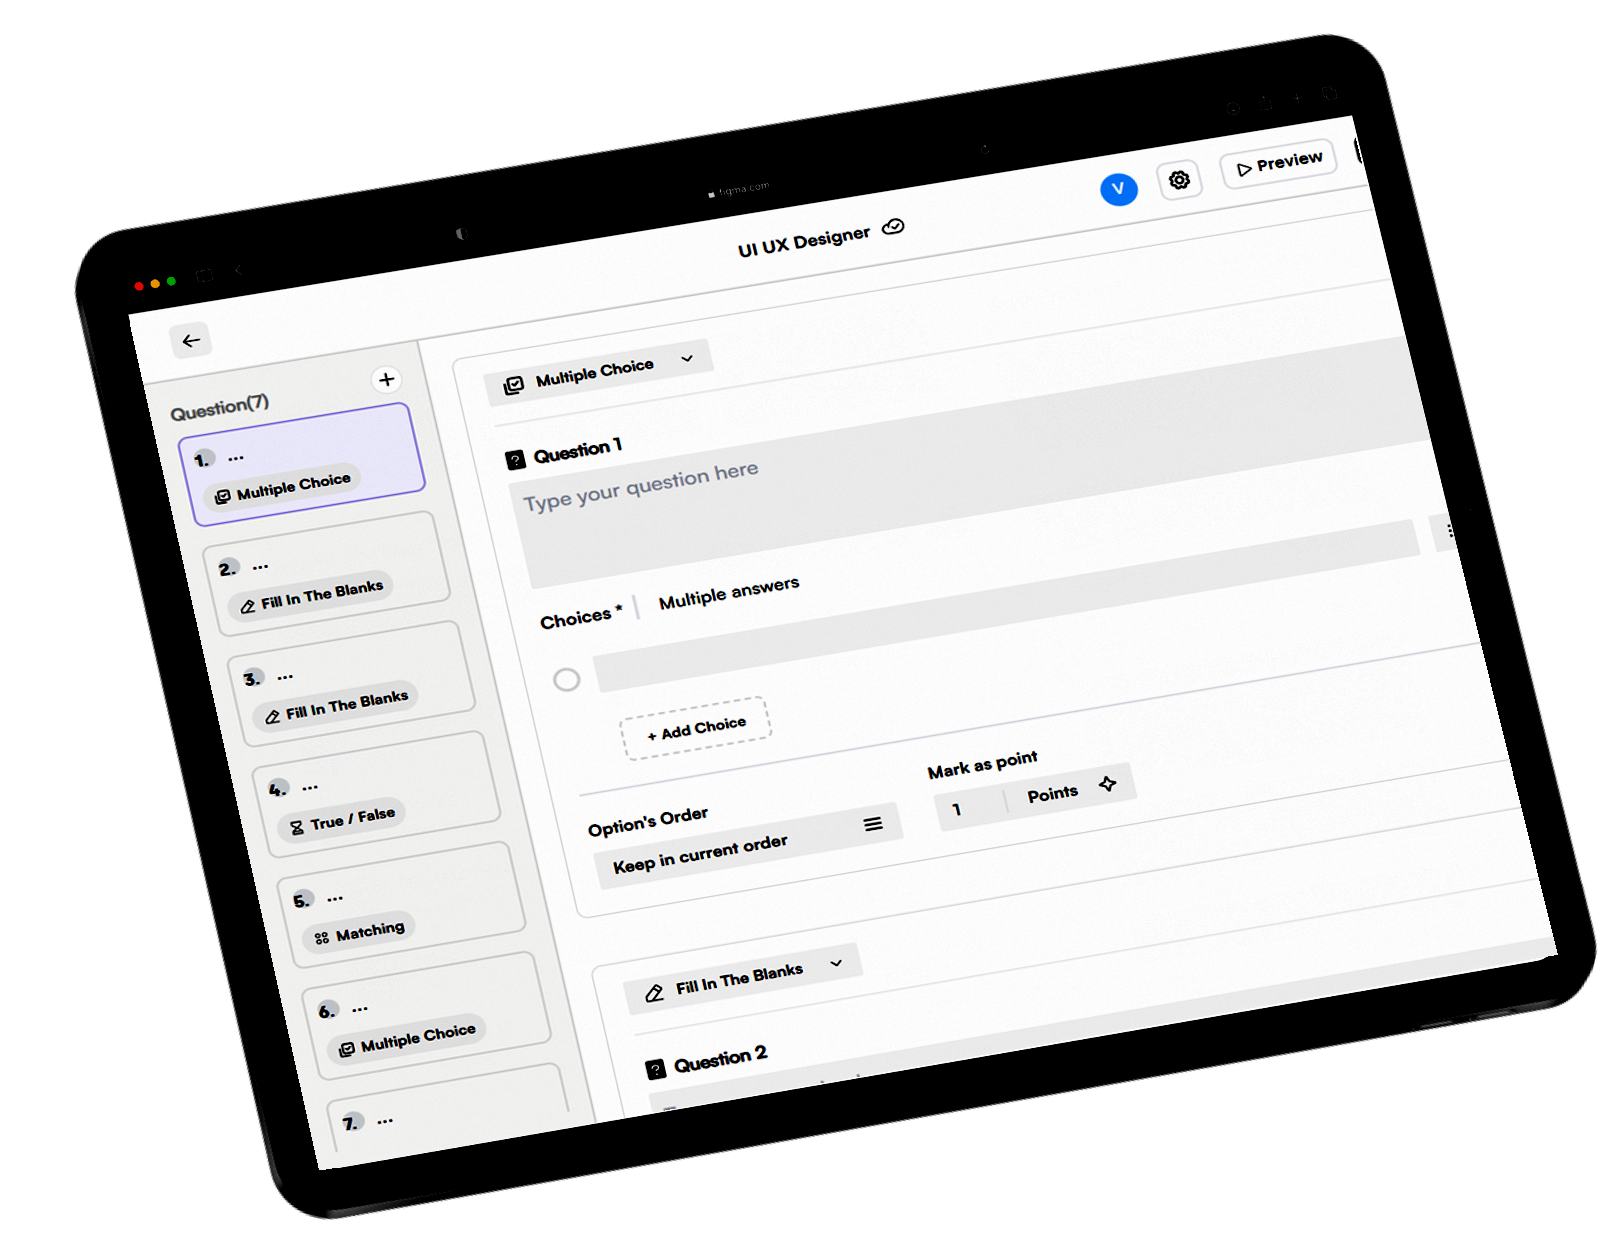 figma.com
UI UX Designer
V
Preview
Question(7)
1. ...
Multiple Choice
2. ...
Fill In The Blanks
3. ...
Fill In The Blanks
4. ...
True / False
5. ...
Matching
6. ...
Multiple Choice
7. ...
Multiple Choice
? Question 1
Type your question here
Choices * Multiple answers
+ Add Choice
Option's Order
Keep in current order
Mark as point
1 Points
Fill In The Blanks
? Question 2